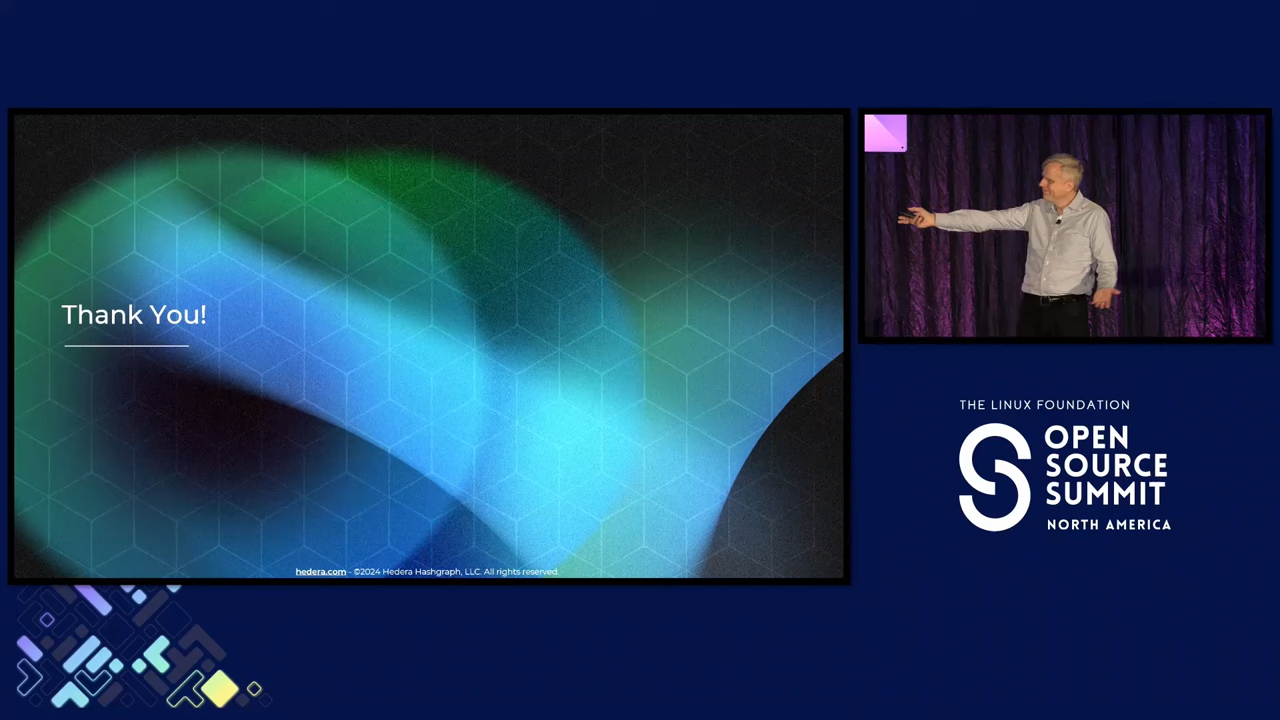 Thank You!
hedera.com - ©2024 Hedera Hashgraph, LLC. All rights reserved.
THE LINUX FOUNDATION
OPEN
SOURCE
SUMMIT
NORTH AMERICA